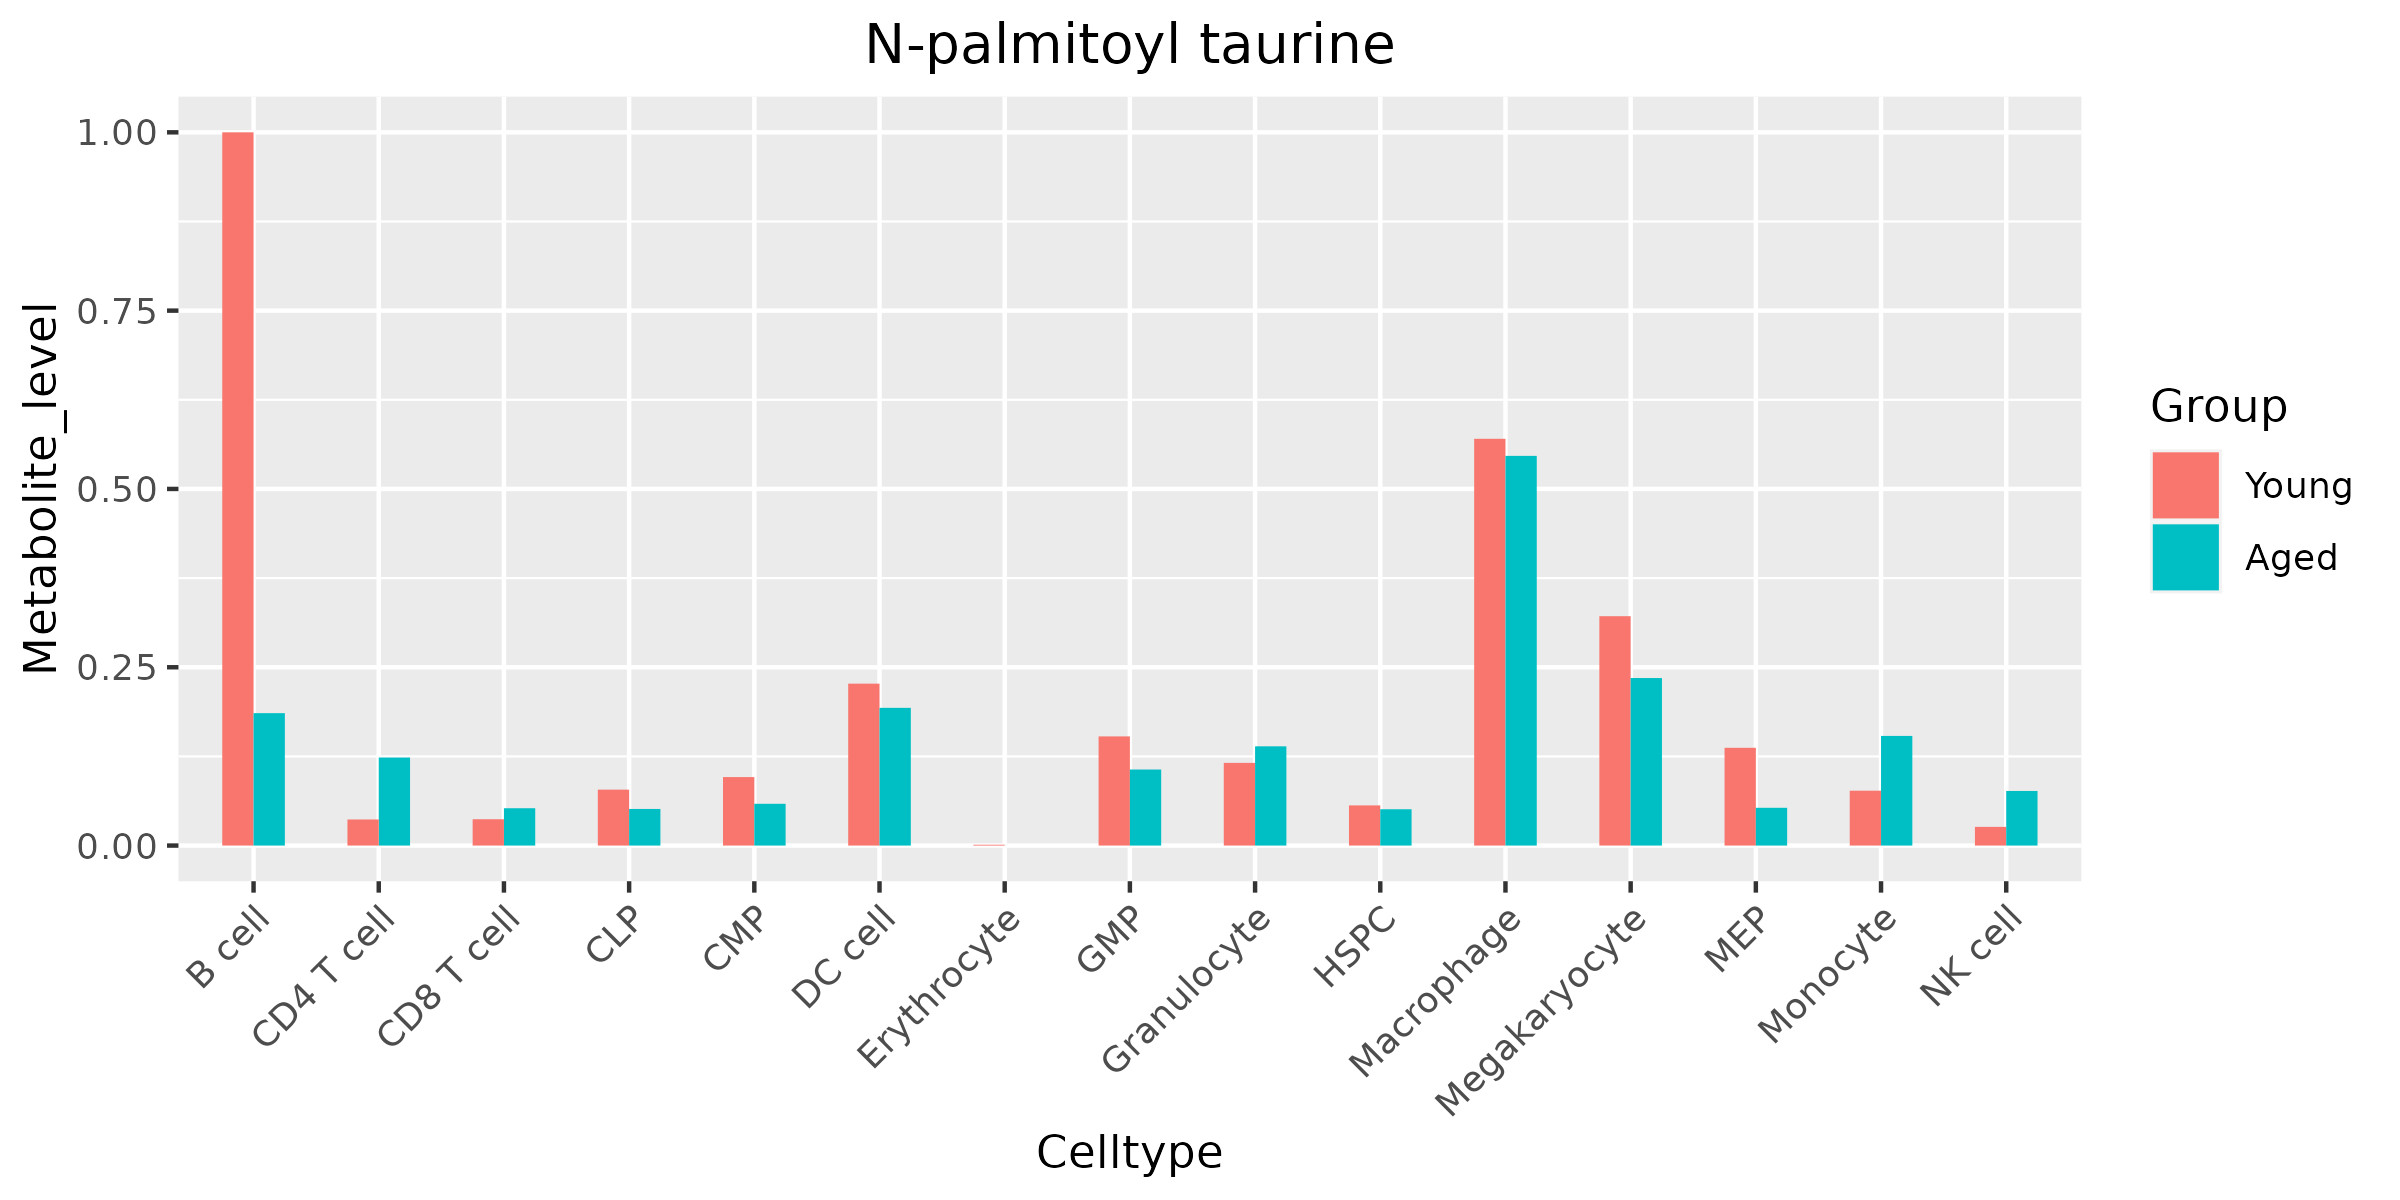 N-palmitoyl taurine
Metabolite_level
1.00
0.75
0.50
0.25
0.00
B cell
CD4 T cell
CD8 T cell
CLP
CMP
DC cell
Erythrocyte
GMP
Granulocyte
HSPC
Macrophage
Megakaryocyte
MEP
Monocyte
NK cell
Celltype
Group
Young
Aged